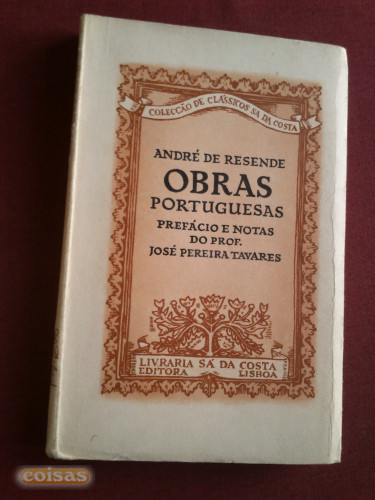 COLECÇÃO DE CLÁSSICOS SÁ DA COSTA
ANDRÉ DE RESENDE
OBRAS
PORTUGUESAS
PREFÁCIO E NOTAS
DO PROF.
JOSÉ PEREIRA TAVARES
LIVRARIA SÁ DA COSTA
EDITORA LISBOA
coisas